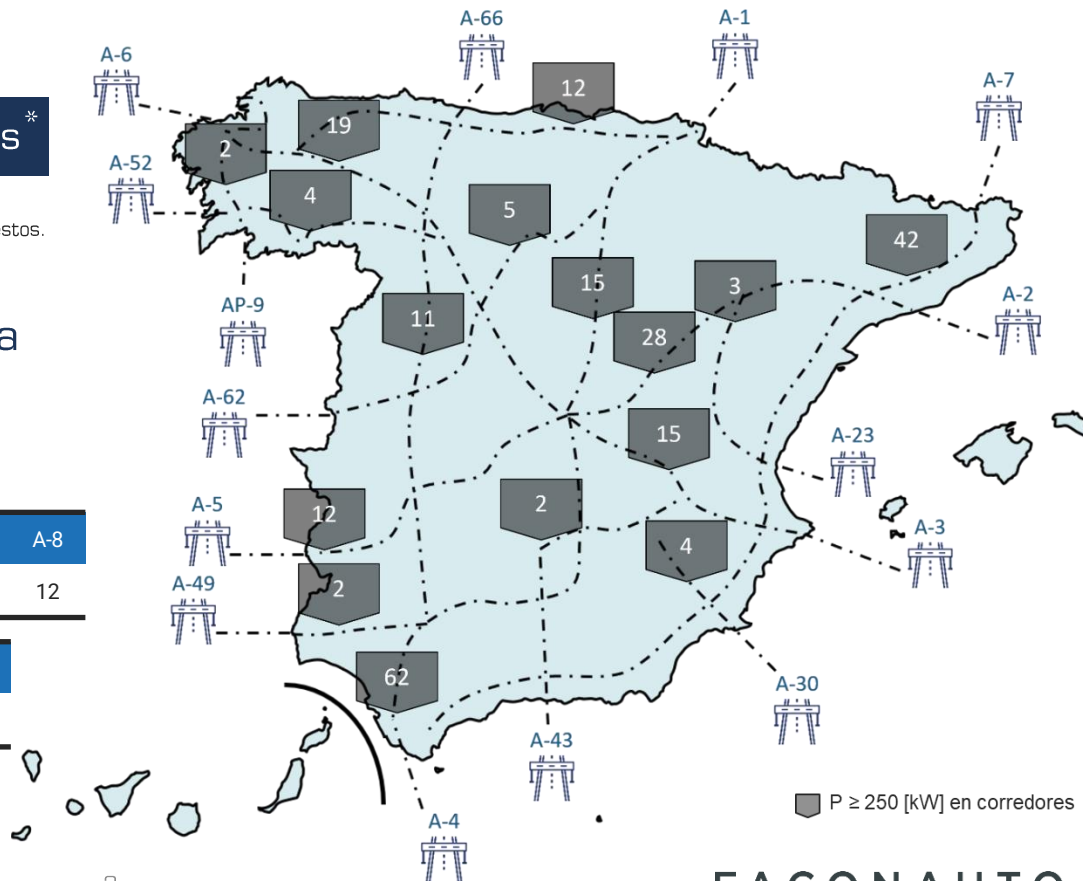 A-66
A-1
A-6
A-7
12
s*
19
2
A-52
4
5
estos.
42
15
3
A-2
AP-9
11
28
a
A-62
15
A-23
A-5
12
2
A-3
A-8
4
A-49
2
12
62
A-30
A-43
P ≥ 250 [kW] en corredores
A-4
FACONAUTO